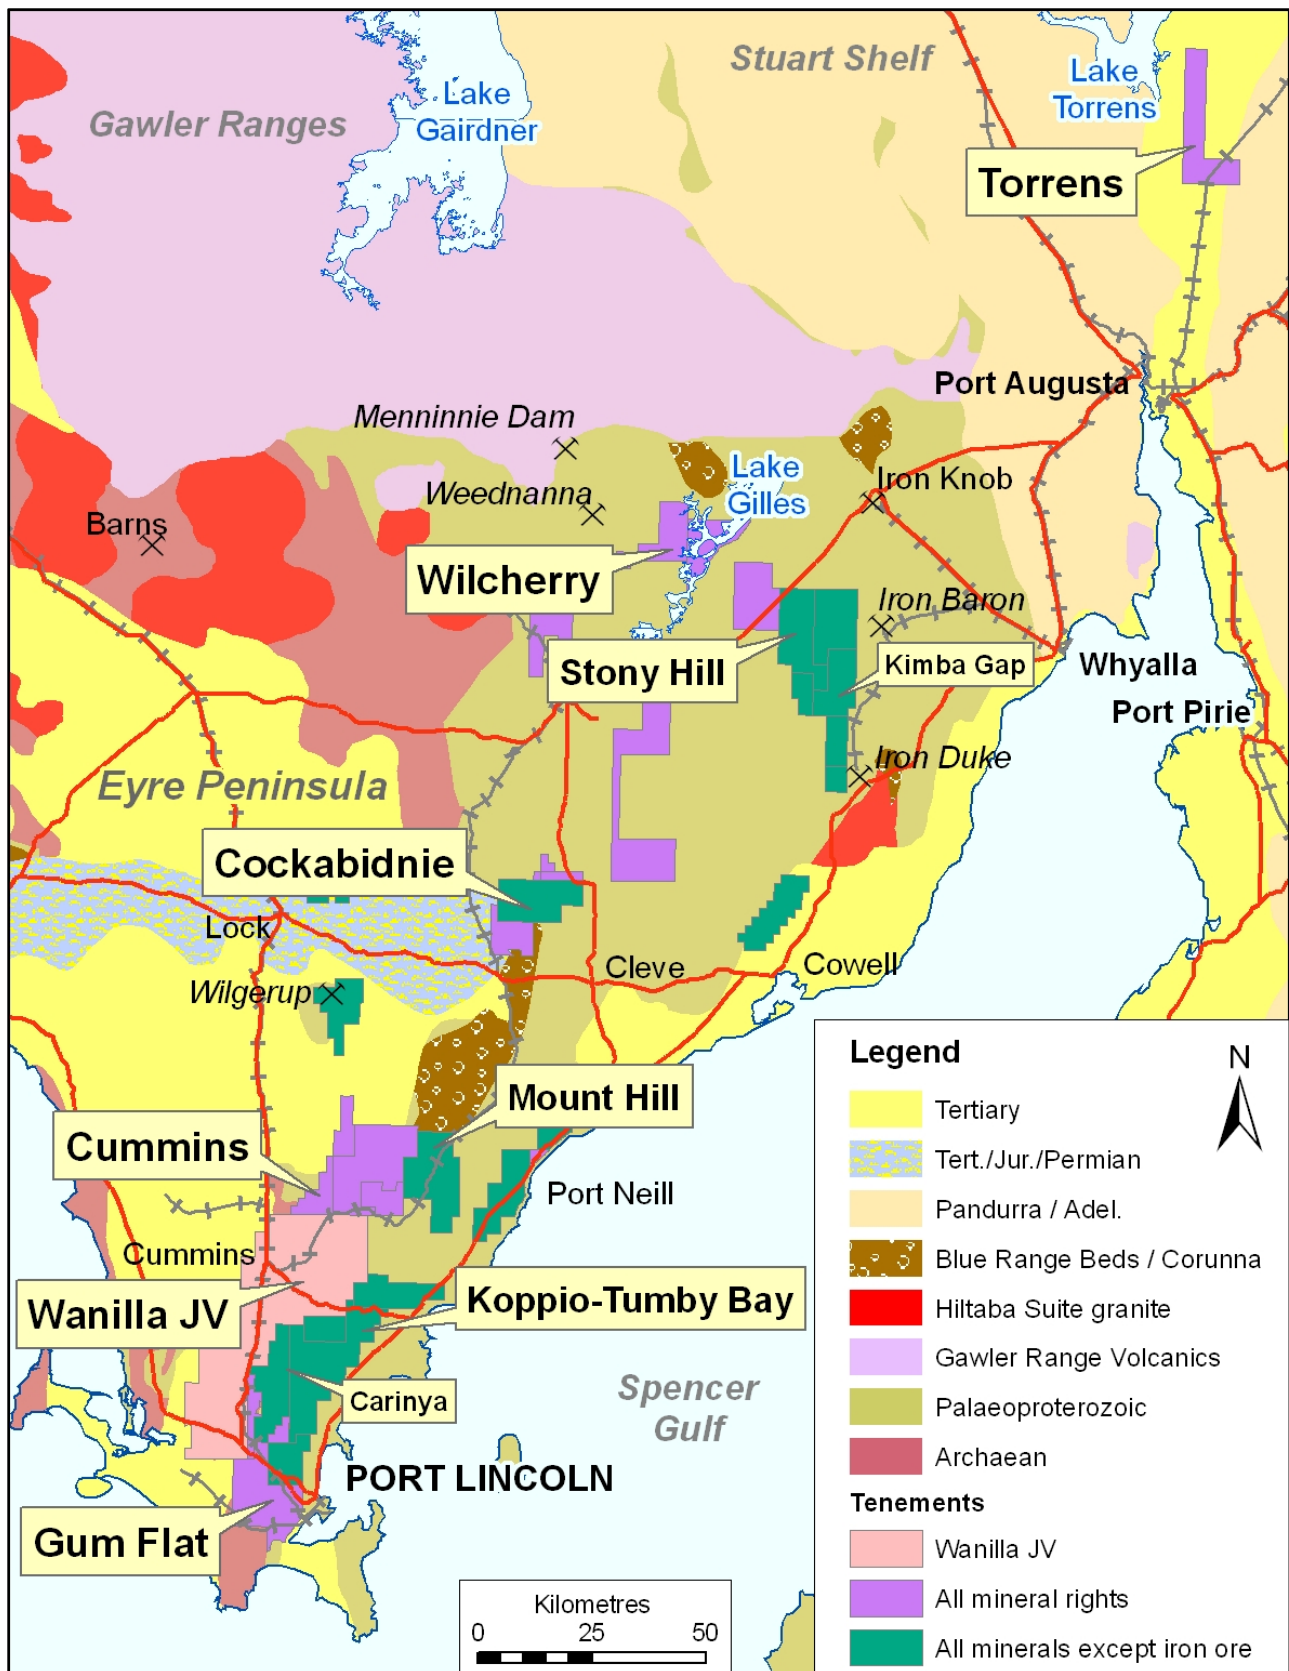 Stuart Shelf
Lake
Torrens
Lake
Gairdner
Gawler Ranges
Torrens
Port Augusta
Menninnie Dam
Weednanna
Lake
Gilles
Iron Knob
Barns
Wilcherry
Iron Baron
Stony Hill
Kimba Gap
Whyalla
Port Pirie
Iron Duke
Eyre Peninsula
Cockabidnie
Lock
Cleve
Cowell
Wilgerup
Mount Hill
Cummins
Port Neill
Cummins
Wanilla JV
Koppio-Tumby Bay
Carinya
Spencer
Gulf
PORT LINCOLN
Gum Flat
Kilometres
0 25 50
Legend
N
Tertiary
Tert./Jur./Permian
Pandurra / Adel.
Blue Range Beds / Corunna
Hiltaba Suite granite
Gawler Range Volcanics
Palaeoproterozoic
Archaean
Tenements
Wanilla JV
All mineral rights
All minerals except iron ore